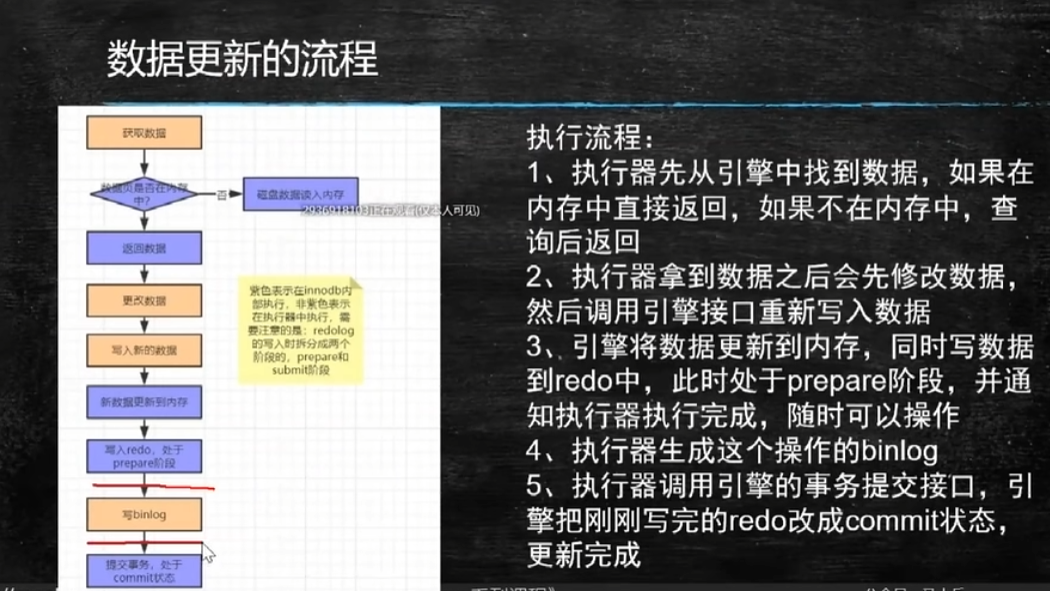 数据更新的流程
获取数据
数据页是否在内存
中？
否
磁盘数据读入内存
2936918103正在观看(仅本人可见)
返回数据
更改数据
写入新的数据
新数据更新到内存
写入redo，处于
prepare阶段
写binlog
提交事务，处于
commit状态
紫色表示在innodb内
部执行，非紫色表示
在执行器中执行，需
要注意的是：redolog
的写入时拆分成两个
阶段的，prepare和
submit阶段
执行流程：
1、执行器先从引擎中找到数据，如果在
内存中直接返回，如果不在内存中，查
询后返回
2、执行器拿到数据之后会先修改数据，
然后调用引擎接口重新写入数据
3、引擎将数据更新到内存，同时写数据
到redo中，此时处于prepare阶段，并通
知执行器执行完成，随时可以操作
4、执行器生成这个操作的binlog
5、执行器调用引擎的事务提交接口，引
擎把刚刚写完的redo改成commit状态，
更新完成